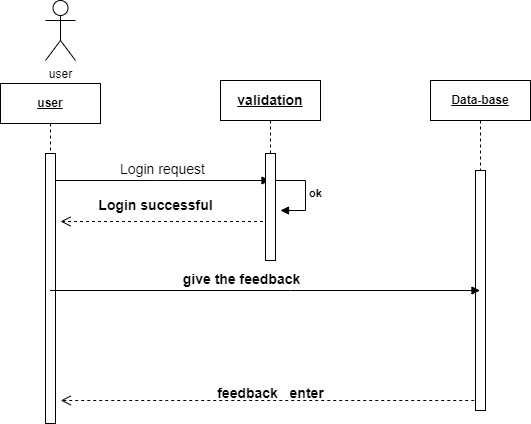 user
user
validation
Data-base
Login request
ok
Login successful
give the feedback
feedback enter